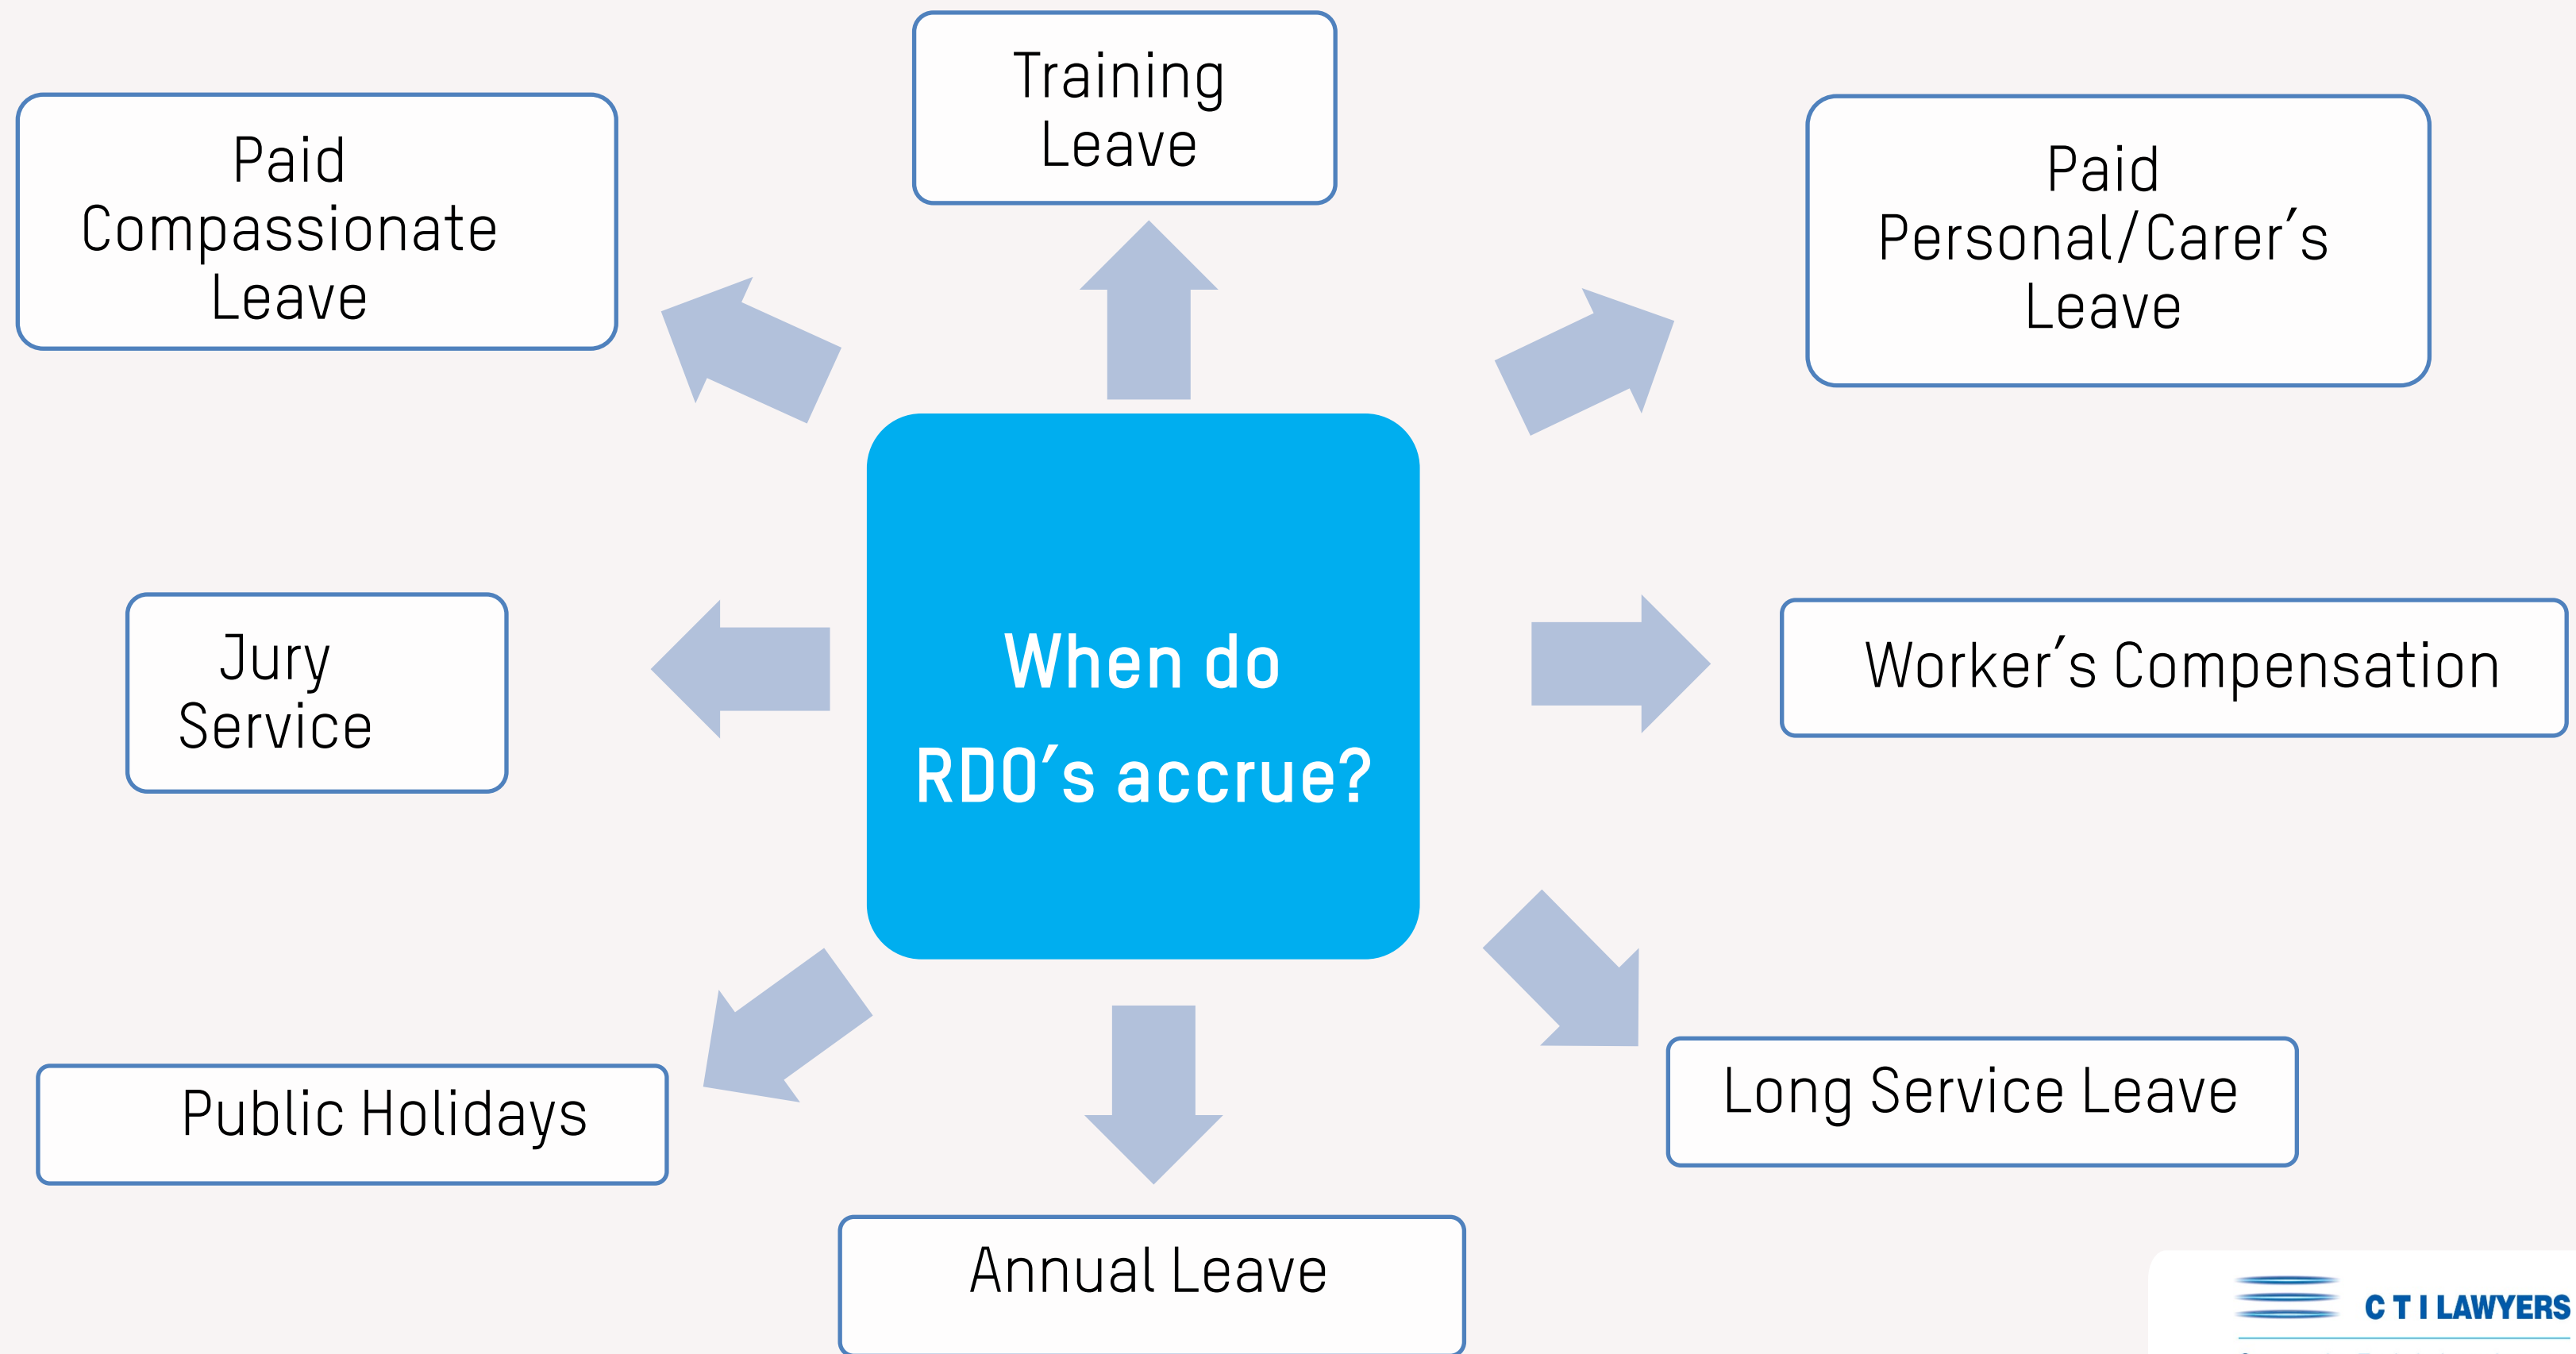 Training
Leave
Paid
Compassionate
Leave
Paid
Personal/Carer's
Leave
When do
RDO's accrue?
Jury
Service
Worker's Compensation
Public Holidays
Long Service Leave
Annual Leave
C T I LAWYERS